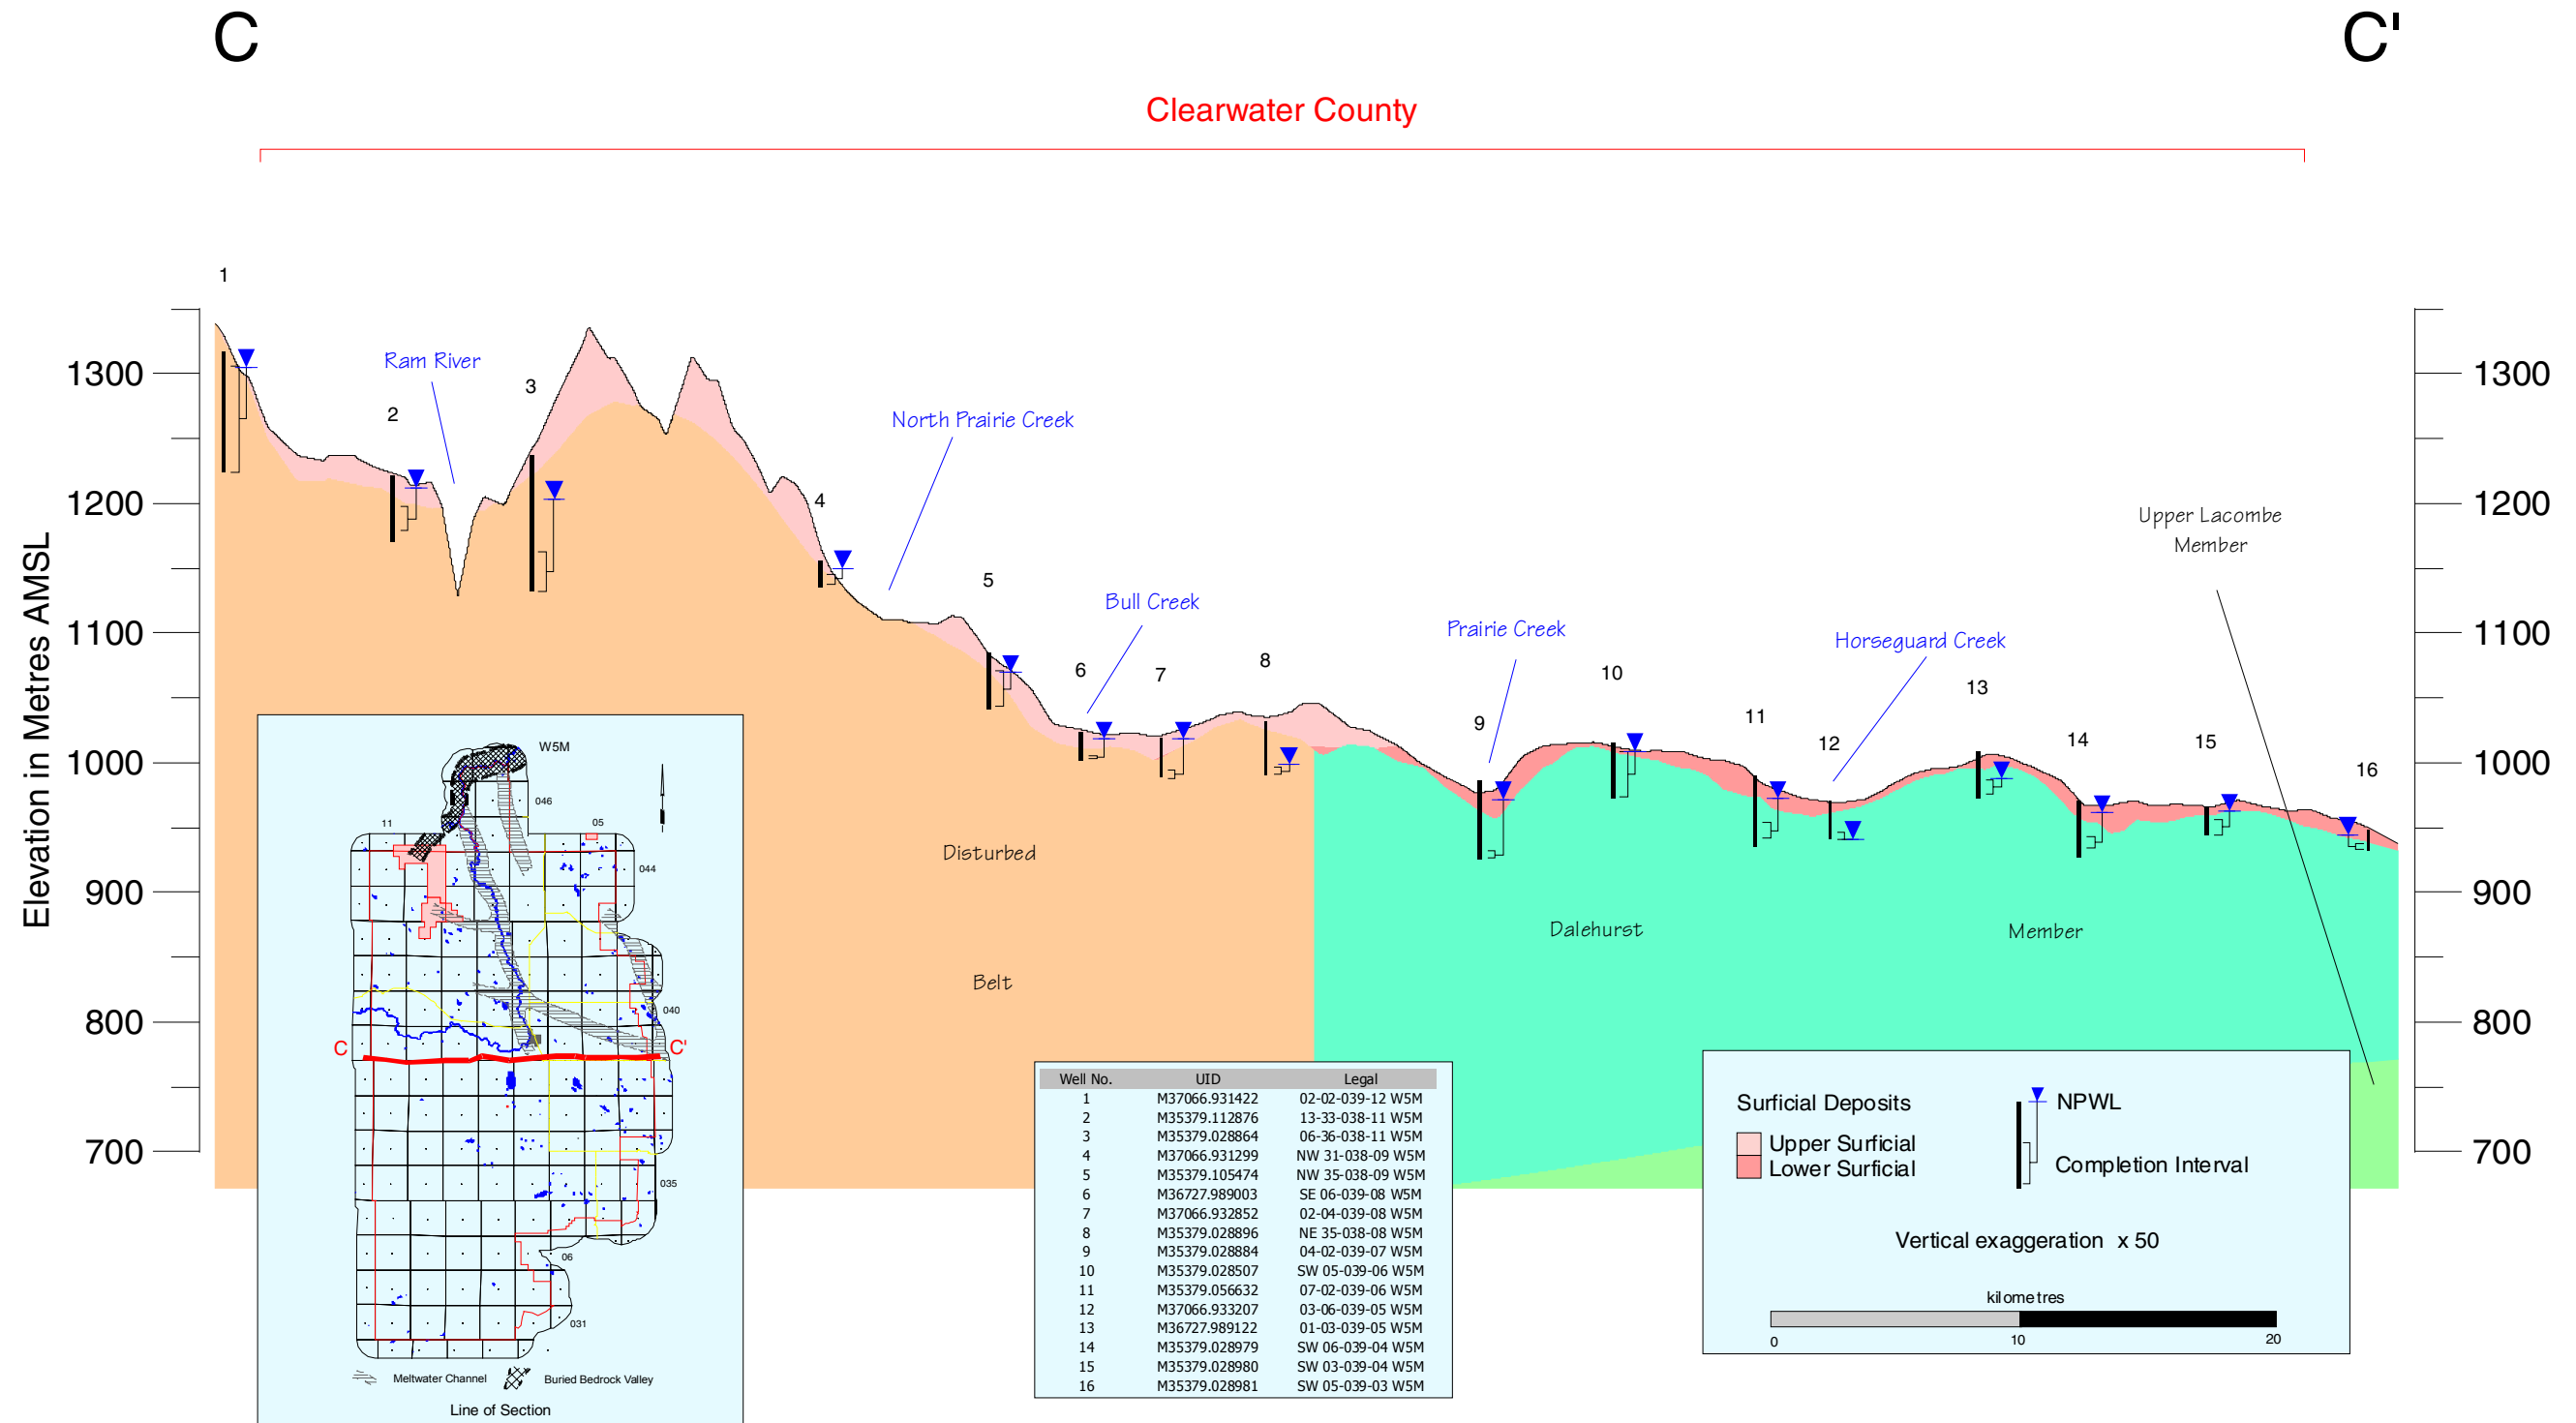 C
C'
Clearwater County
1
Ram River
2
3
North Prairie Creek
4
5
Bull Creek
6
7
8
Prairie Creek
9
10
Horseguard Creek
11
12
13
14
15
16
Upper Lacombe
Member
Elevation in Metres AMSL
1300
1200
1100
1000
900
800
700
1300
1200
1100
1000
900
800
700
Disturbed
Belt
Dalehurst
Member
W5M
046
11
05
044
040
C
C'
035
06
031
Meltwater Channel
Buried Bedrock Valley
Line of Section
Well No. UID Legal
1 M37066.931422 02-02-039-12 W5M
2 M35379.112876 13-33-038-11 W5M
3 M35379.028864 06-36-038-11 W5M
4 M37066.931299 NW 31-038-09 W5M
5 M35379.105474 NW 35-038-09 W5M
6 M36727.989003 SE 06-039-08 W5M
7 M37066.932852 02-04-039-08 W5M
8 M35379.028896 NE 35-038-08 W5M
9 M35379.028884 04-02-039-07 W5M
10 M35379.028507 SW 05-039-06 W5M
11 M35379.056632 07-02-039-06 W5M
12 M37066.933207 03-06-039-05 W5M
13 M36727.989122 01-03-039-05 W5M
14 M35379.028979 SW 06-039-04 W5M
15 M35379.028980 SW 03-039-04 W5M
16 M35379.028981 SW 05-039-03 W5M
Surficial Deposits
Upper Surficial
Lower Surficial
NPWL
Completion Interval
Vertical exaggeration x 50
kilometres
0
10
20